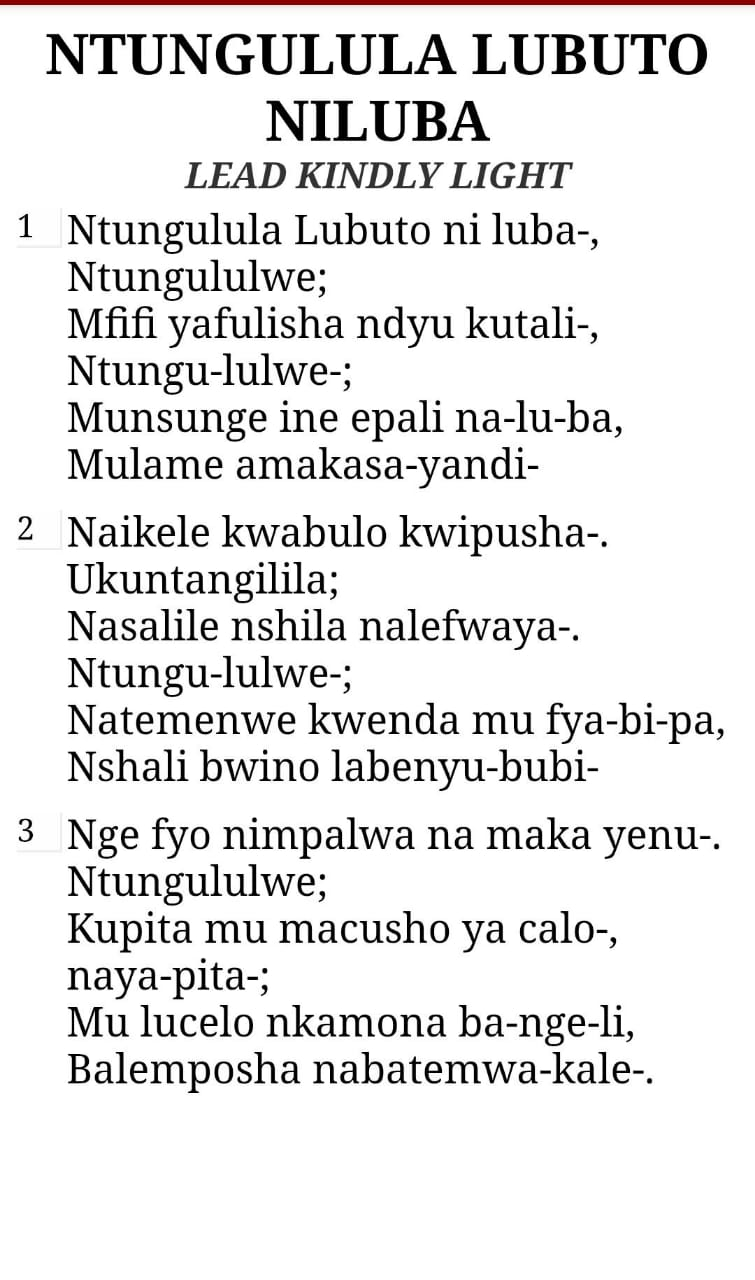 NTUNGULULA LUBUTO
NILUBA
LEAD KINDLY LIGHT
1 Ntungulula Lubuto ni luba-,
Ntungululwe;
Mfifi yafulisha ndyu kutali-,
Ntungu-lulwe-;
Munsunge ine epali na-lu-ba,
Mulame amakasa-yandi-
2 Naikele kwabulo kwipusha-.
Ukuntangilila;
Nasalile nshila nalefwaya-.
Ntungu-lulwe-;
Natemenwe kwenda mu fya-bi-pa,
Nshali bwino labenyu-bubi-
3 Nge fyo nimpalwa na maka yenu-.
Ntungululwe;
Kupita mu macusho ya calo-,
naya-pita-;
Mu lucelo nkamona ba-nge-li,
Balemposha nabatemwa-kale-.